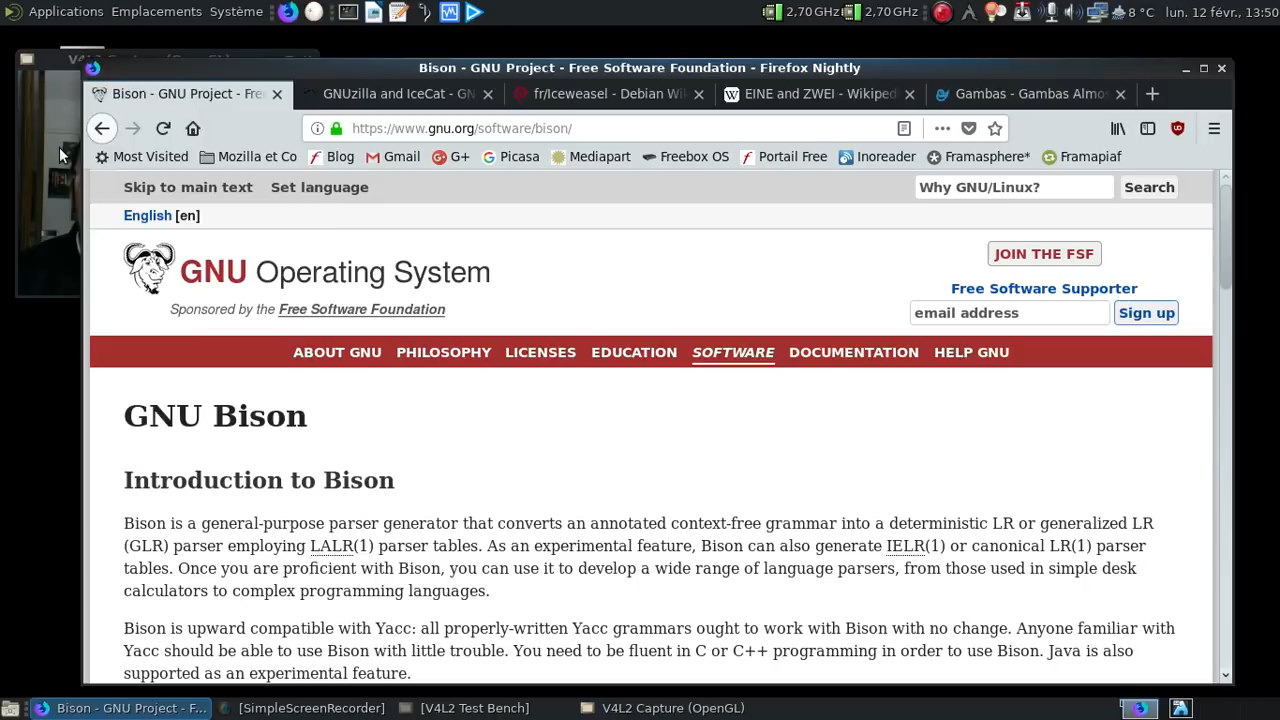 Applications Emplacements Système 2,70 GHz 2,70 GHz 8 °C lun. 12 févr., 13:50
Bison - GNU Project - Free Software Foundation - Firefox Nightly
Bison - GNU Project - Fre GNUzilla and IceCat - GN fr/Iceweasel - Debian Wi EINE and ZWEI - Wikiped Gambas - Gambas Almo
https://www.gnu.org/software/bison/
Most Visited Mozilla et Co Blog Gmail G+ Picasa Mediapart Freebox OS Portail Free Inoreader Framasphere* Framapiaf
Skip to main text Set language Why GNU/Linux? Search
English [en]
GNU Operating System
Sponsored by the Free Software Foundation
JOIN THE FSF
Free Software Supporter
email address Sign up
ABOUT GNU PHILOSOPHY LICENSES EDUCATION SOFTWARE DOCUMENTATION HELP GNU
GNU Bison
Introduction to Bison
Bison is a general-purpose parser generator that converts an annotated context-free grammar into a deterministic LR or generalized LR
(GLR) parser employing LALR(1) parser tables. As an experimental feature, Bison can also generate IELR(1) or canonical LR(1) parser
tables. Once you are proficient with Bison, you can use it to develop a wide range of language parsers, from those used in simple desk
calculators to complex programming languages.
Bison is upward compatible with Yacc: all properly-written Yacc grammars ought to work with Bison with no change. Anyone familiar with
Yacc should be able to use Bison with little trouble. You need to be fluent in C or C++ programming in order to use Bison. Java is also
supported as an experimental feature.
Bison - GNU Project - F... [SimpleScreenRecorder] [V4L2 Test Bench] V4L2 Capture (OpenGL)